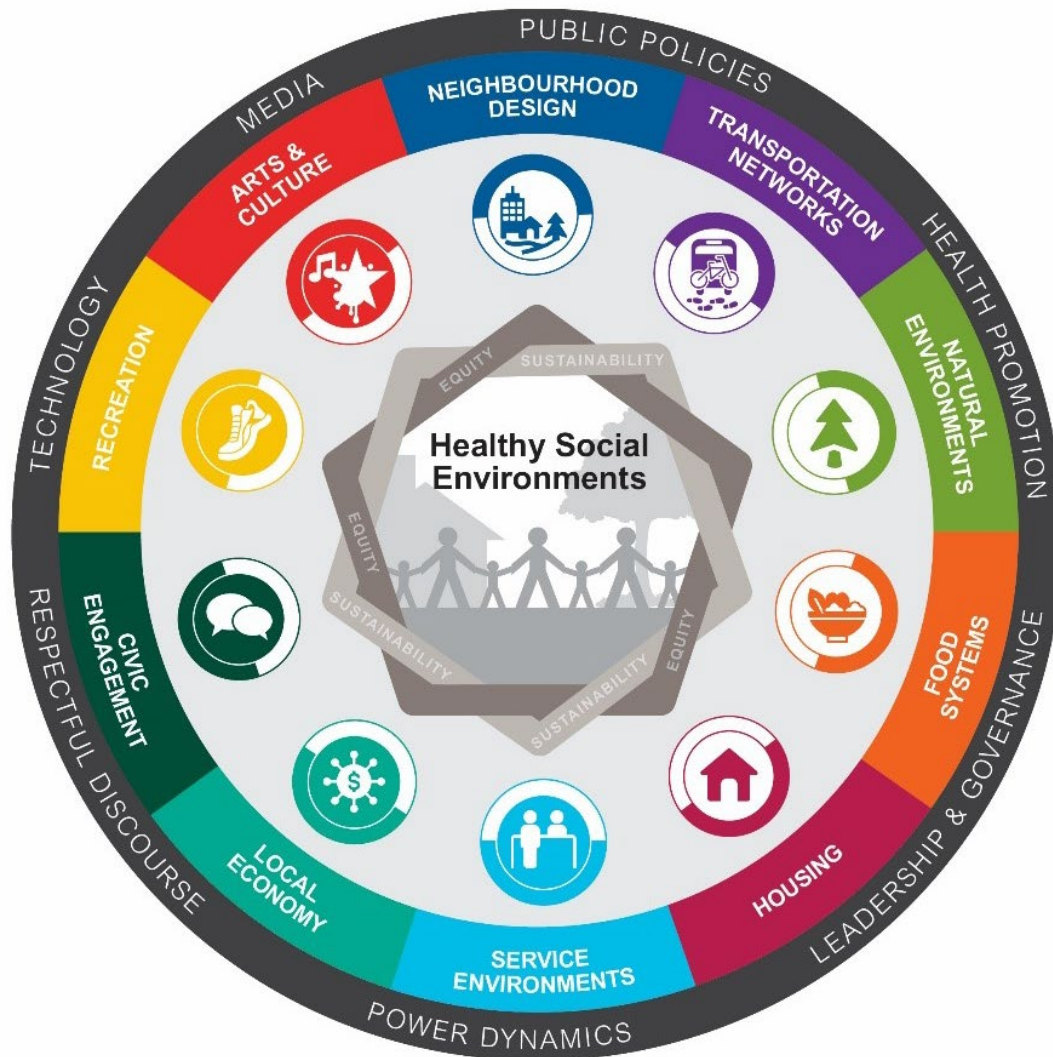 PUBLIC POLICIES
HEALTH PROMOTION
LEADERSHIP & GOVERNANCE
POWER DYNAMICS
RESPECTFUL DISCOURSE
TECHNOLOGY
MEDIA
NEIGHBOURHOOD
DESIGN
TRANSPORTATION
NETWORKS
NATURAL
ENVIRONMENTS
FOOD
SYSTEMS
HOUSING
SERVICE
ENVIRONMENTS
LOCAL
ECONOMY
CIVIC
ENGAGEMENT
RECREATION
ARTS &
CULTURE
$
EQUITY
SUSTAINABILITY
Healthy Social
Environments
EQUITY
SUSTAINABILITY
EQUITY
SUSTAINABILITY